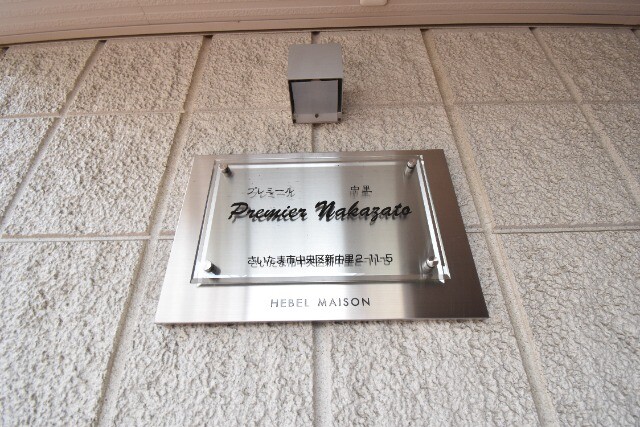 プレミール 中里
Premier Nakazato
さいたま市中央区新中里2-11-5
HEBEL MAISON